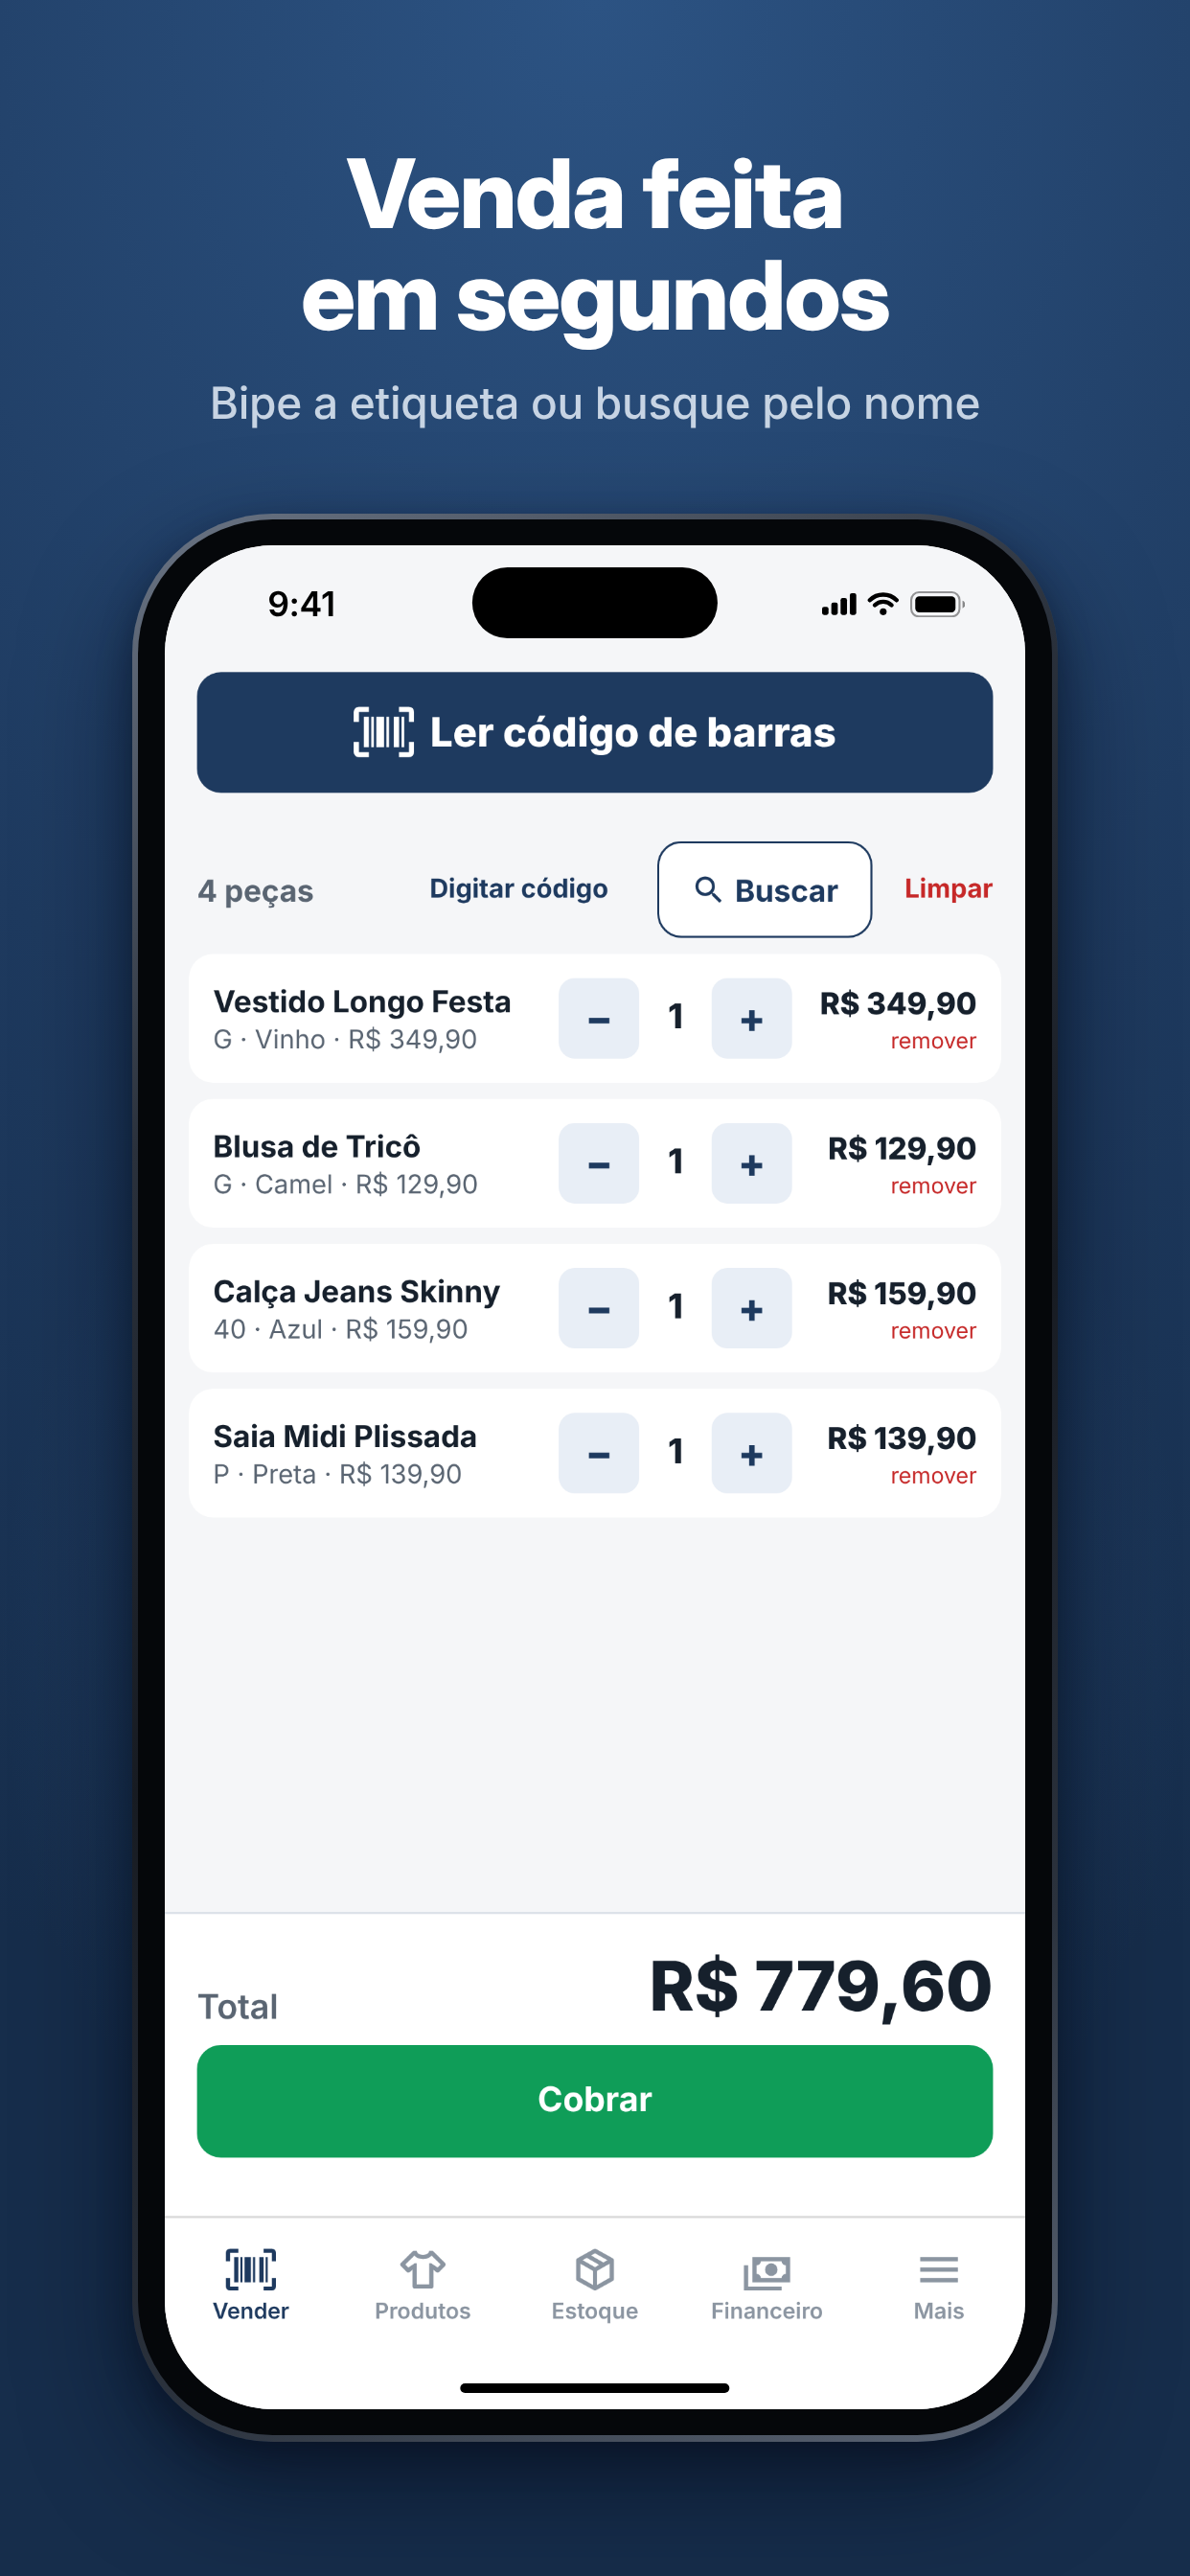 Venda feita
em segundos
Bipe a etiqueta ou busque pelo nome
9:41
Ler código de barras
4 peças Digitar código Buscar Limpar
Vestido Longo Festa
G · Vinho · R$ 349,90
− 1 +
R$ 349,90
remover
Blusa de Tricô
G · Camel · R$ 129,90
− 1 +
R$ 129,90
remover
Calça Jeans Skinny
40 · Azul · R$ 159,90
− 1 +
R$ 159,90
remover
Saia Midi Plissada
P · Preta · R$ 139,90
− 1 +
R$ 139,90
remover
Total R$ 779,60
Cobrar
Vender Produtos Estoque Financeiro Mais